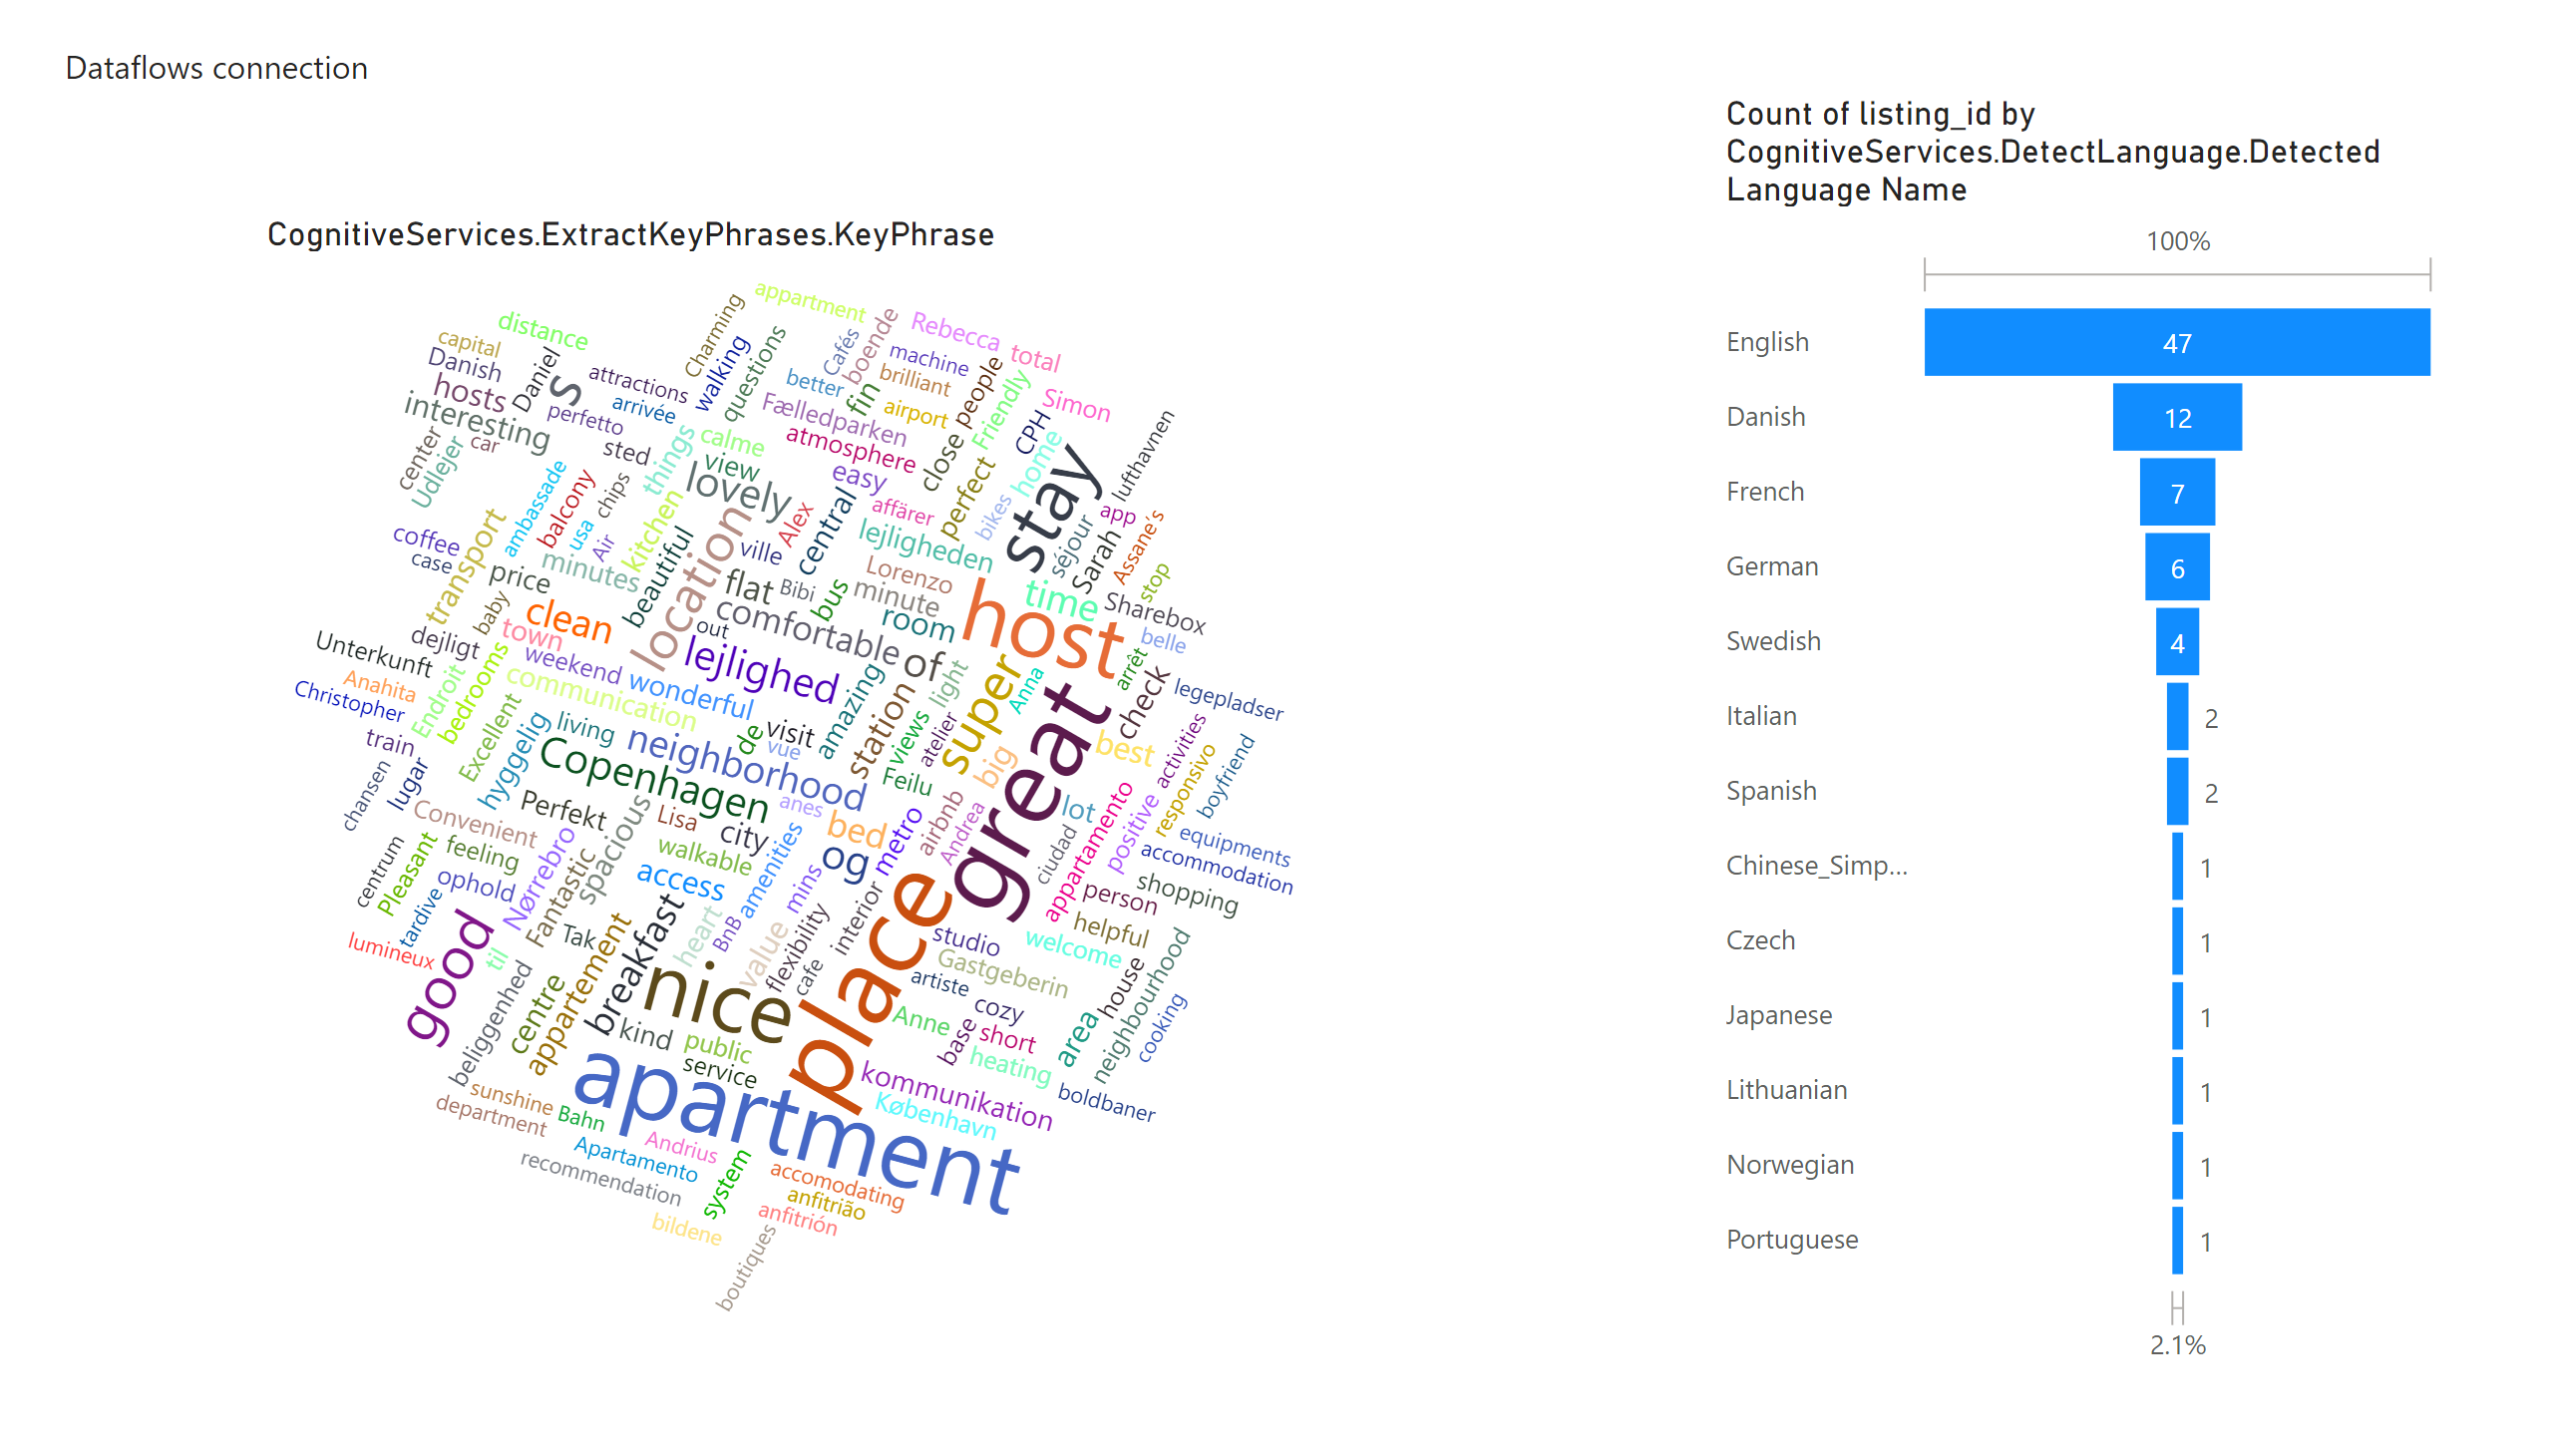 Dataflows connection
CognitiveServices.ExtractKeyPhrases.KeyPhrase
appartment
Charming
distance
capital
Danish
Daniel
hosts
s
attractions
walking
questions
Cafés
boende
Rebecca
total
machine
people
better
brilliant
fin
airport
Friendly
Simon
CPH
interesting
perfetto
arrivée
Fælledparken
calme
atmosphere
close
home
stay
lufthavnen
center
car
Udlejer
sted
things
view
lovely
easy
perfect
bikes
app
Assane's
ambassade
balcony
chips
usa
Air
kitchen
location
Alex
central
affärer
lejligheden
séjour
Sarah
stop
coffee
case
transport
price
minutes
beautiful
ville
flat
Bibi
bus
Lorenzo
minute
host
time
Sharebox
belle
baby
clean
town
dejligt
out
comfortable
of
room
super
Anna
arrêt
check
legepladser
Unterkunft
Anahita
Christopher
Endroit
bedrooms
weekend
communication
wonderful
lejlighed
amazing
station
light
views
atelier
great
best
activities
train
Excellent
hyggelig
living
neighborhood
de
visit
vue
Feilu
big
responsivo
boyfriend
chansen
lugar
Convenient
Copenhagen
Perfekt
spacious
Lisa
city
anes
bed
metro
airbnb
Andrea
lot
ciudad
appartamento
positive
equipments
accommodation
centrum
Pleasant
feeling
ophold
Nørrebro
Fantastic
walkable
access
amenities
mins
og
interior
person
shopping
tardive
lumineux
good
til
Tak
breakfast
heart
BnB
value
flexibility
cafe
place
studio
welcome
helpful
Gastgeberin
artiste
cozy
house
neighbourhood
cooking
beliggenhed
centre
appartement
nice
kind
public
service
Anne
base
short
heating
area
boldbaner
sunshine
department
Bahn
apartment
kommunikation
København
Andrius
Apartamento
recommendation
system
accomodating
anfitrião
anfitrión
bildene
boutiques
Count of listing_id by
CognitiveServices.DetectLanguage.Detected
Language Name
100%
English 47
Danish 12
French 7
German 6
Swedish 4
Italian 2
Spanish 2
Chinese_Simp... 1
Czech 1
Japanese 1
Lithuanian 1
Norwegian 1
Portuguese 1
2.1%